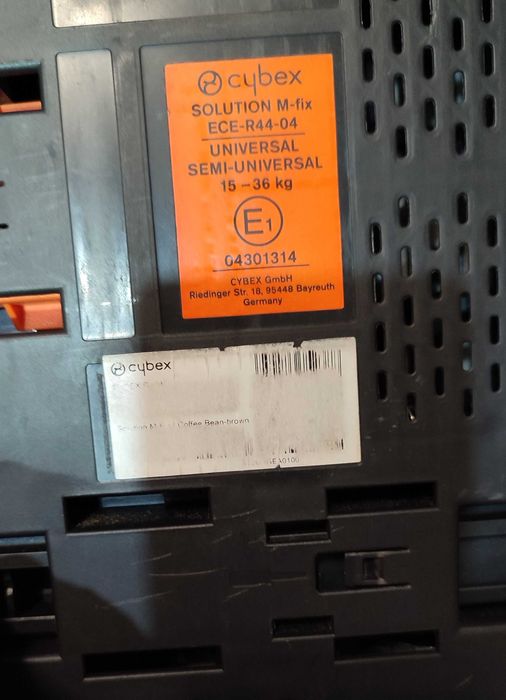 cybex
SOLUTION M-fix
ECE-R44-04
UNIVERSAL
SEMI-UNIVERSAL
15 – 36 kg
E1
04301314
CYBEX GmbH
Riedinger Str. 18, 95448 Bayreuth
Germany
cybex
Solution M Coffee Bean-brown